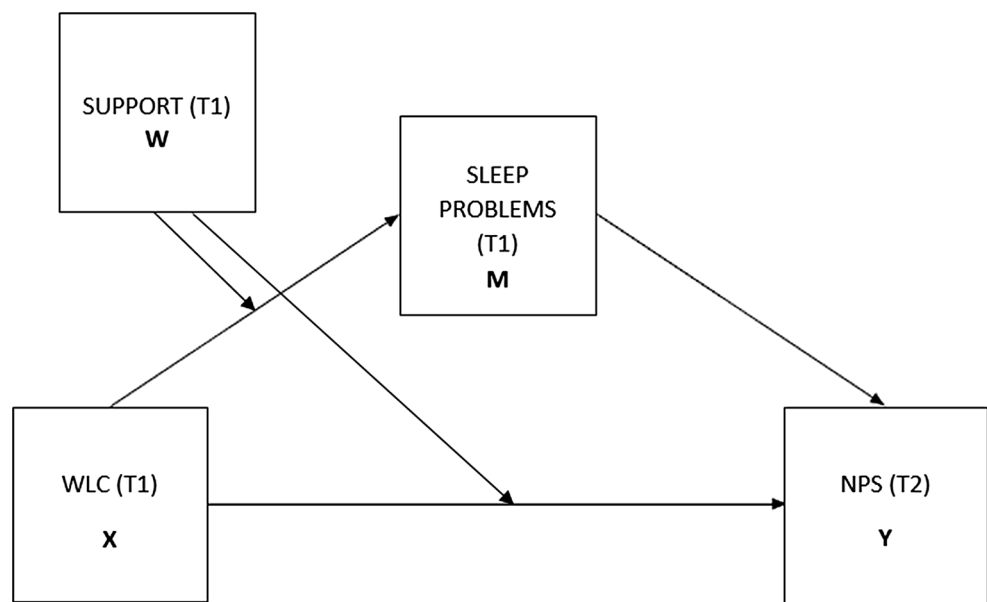 SUPPORT (T1)
W
SLEEP
PROBLEMS
(T1)
M
WLC (T1)
X
NPS (T2)
Y